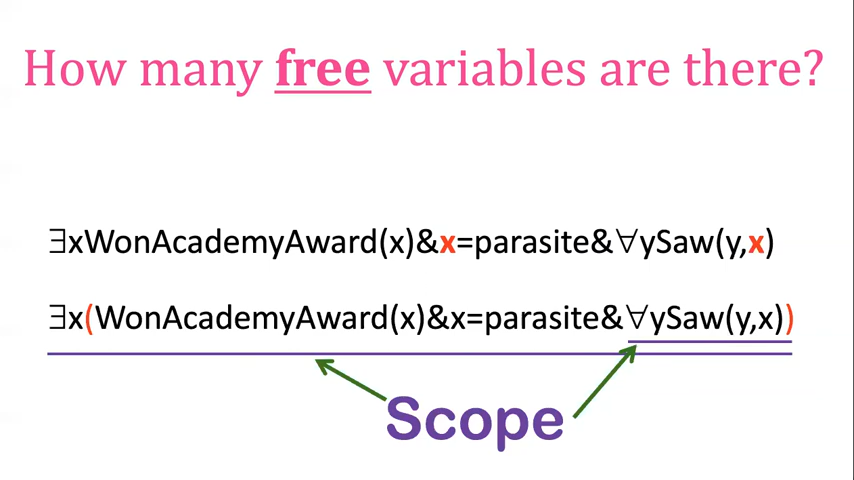 How many free variables are there?
∃xWonAcademyAward(x)&x=parasite&∀ySaw(y,x)
∃x(WonAcademyAward(x)&x=parasite&∀ySaw(y,x))
Scope